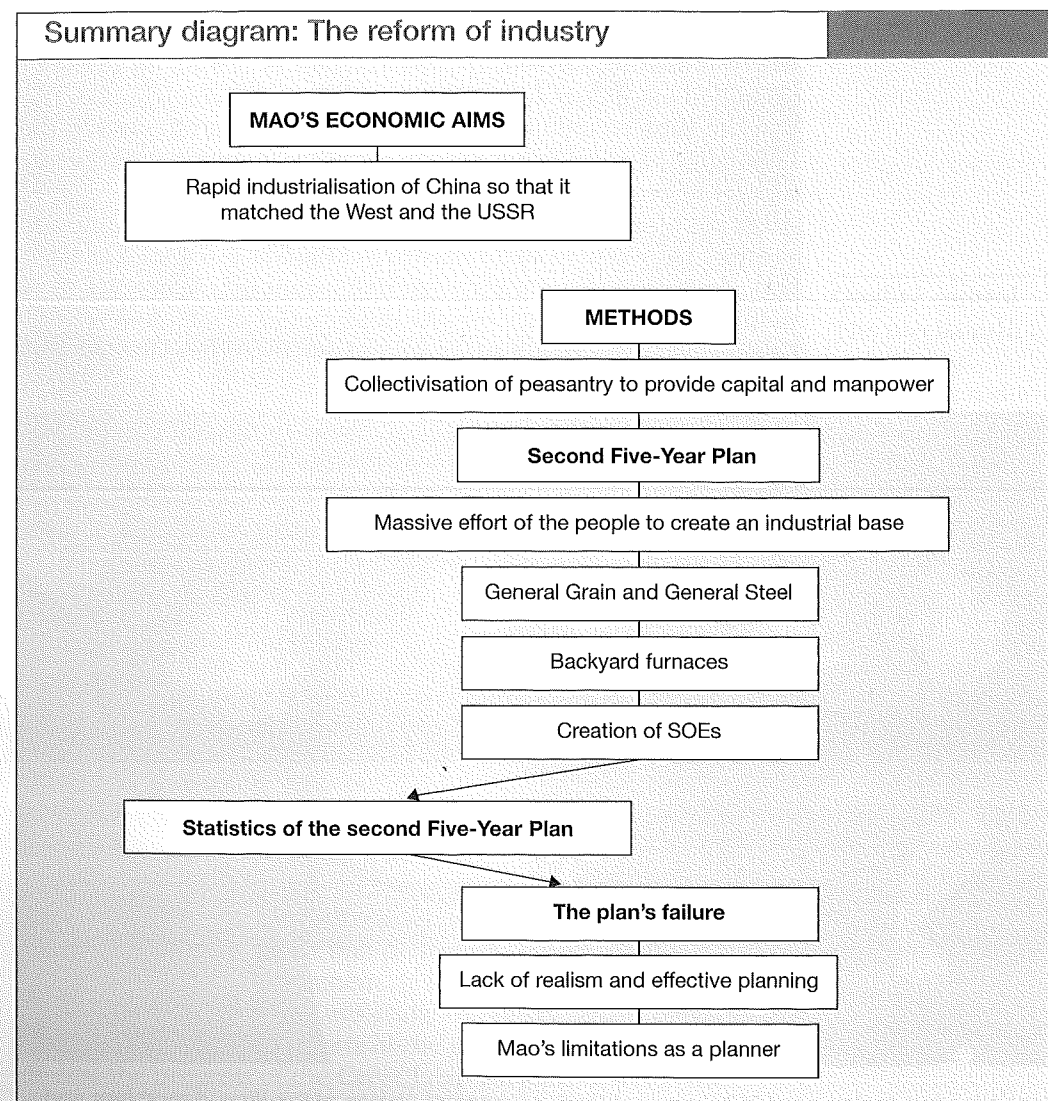 Summary diagram: The reform of industry
MAO'S ECONOMIC AIMS
Rapid industrialisation of China so that it
matched the West and the USSR
METHODS
Collectivisation of peasantry to provide capital and manpower
Second Five-Year Plan
Massive effort of the people to create an industrial base
General Grain and General Steel
Backyard furnaces
Creation of SOEs
Statistics of the second Five-Year Plan
The plan's failure
Lack of realism and effective planning
Mao's limitations as a planner